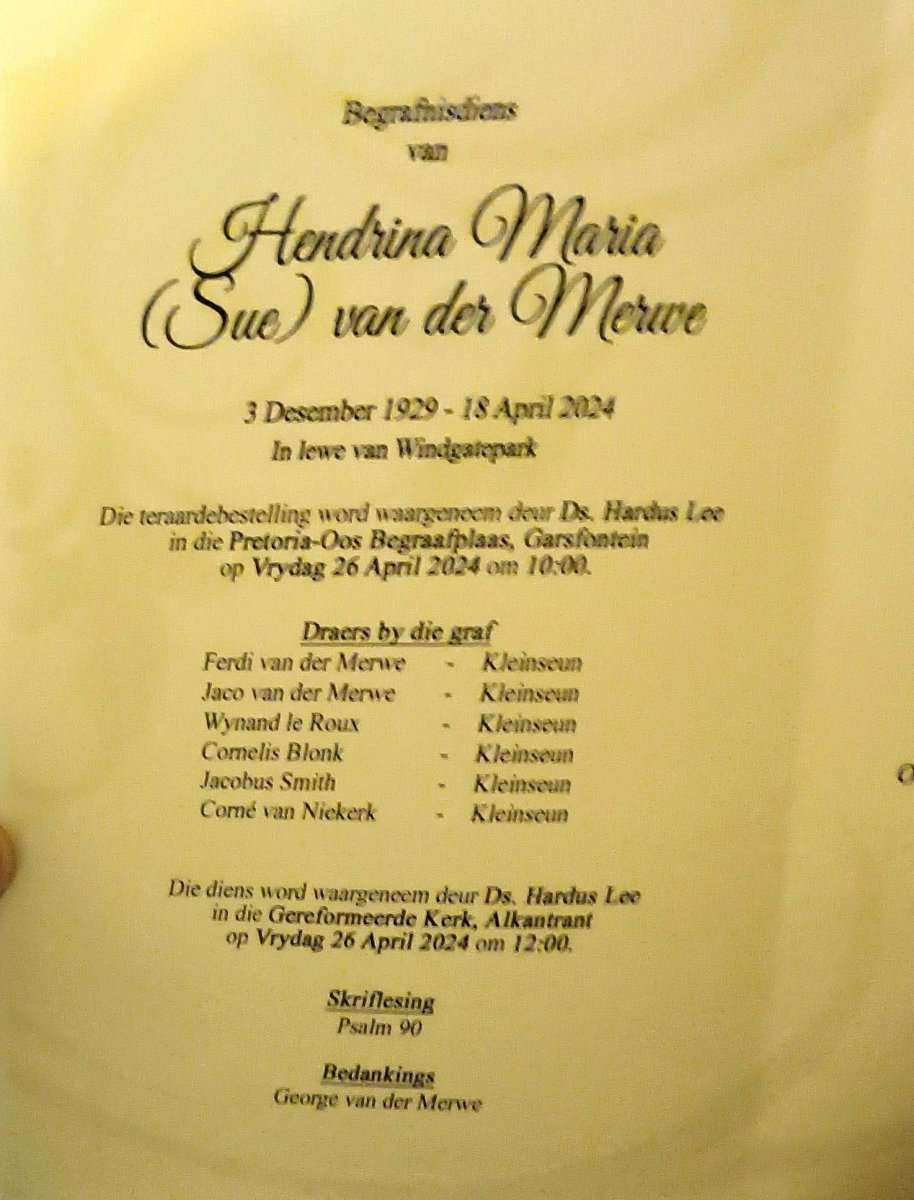 Begrafnisdiens
van
Hendrina Maria
(Sue) van der Merwe
3 Desember 1929 - 18 April 2024
In lewe van Windgatepark
Die teraardebestelling word waargeneem deur Ds. Hardus Lee
in die Pretoria-Oos Begraafplaas, Garsfontein
op Vrydag 26 April 2024 om 10:00.
Draers by die graf
Ferdi van der Merwe - Kleinseun
Jaco van der Merwe - Kleinseun
Wynand le Roux - Kleinseun
Cornelis Blonk - Kleinseun
Jacobus Smith - Kleinseun
Corné van Niekerk - Kleinseun
Die diens word waargeneem deur Ds. Hardus Lee
in die Gereformeerde Kerk, Alkantrant
op Vrydag 26 April 2024 om 12:00.
Skriflesing
Psalm 90
Bedankings
George van der Merwe